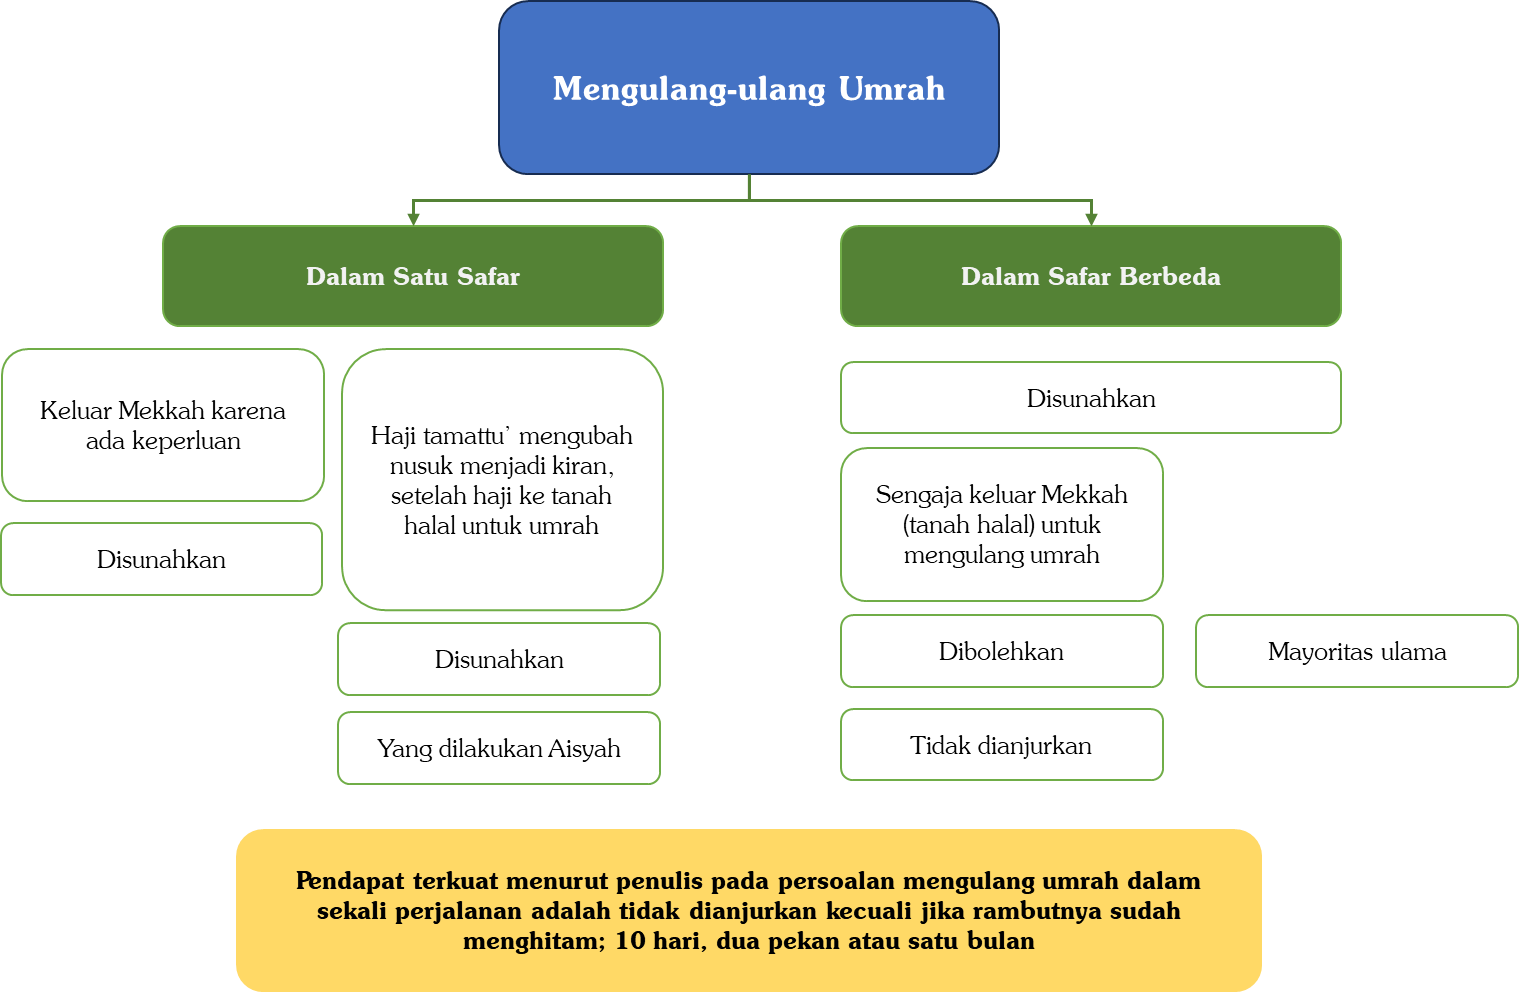 Mengulang-ulang Umrah
Dalam Satu Safar
Dalam Safar Berbeda
Keluar Mekkah karena
ada keperluan
Disunahkan
Haji tamattu’ mengubah
nusuk menjadi kiran,
setelah haji ke tanah
halal untuk umrah
Disunahkan
Yang dilakukan Aisyah
Disunahkan
Sengaja keluar Mekkah
(tanah halal) untuk
mengulang umrah
Dibolehkan
Mayoritas ulama
Tidak dianjurkan
Pendapat terkuat menurut penulis pada persoalan mengulang umrah dalam
sekali perjalanan adalah tidak dianjurkan kecuali jika rambutnya sudah
menghitam; 10 hari, dua pekan atau satu bulan